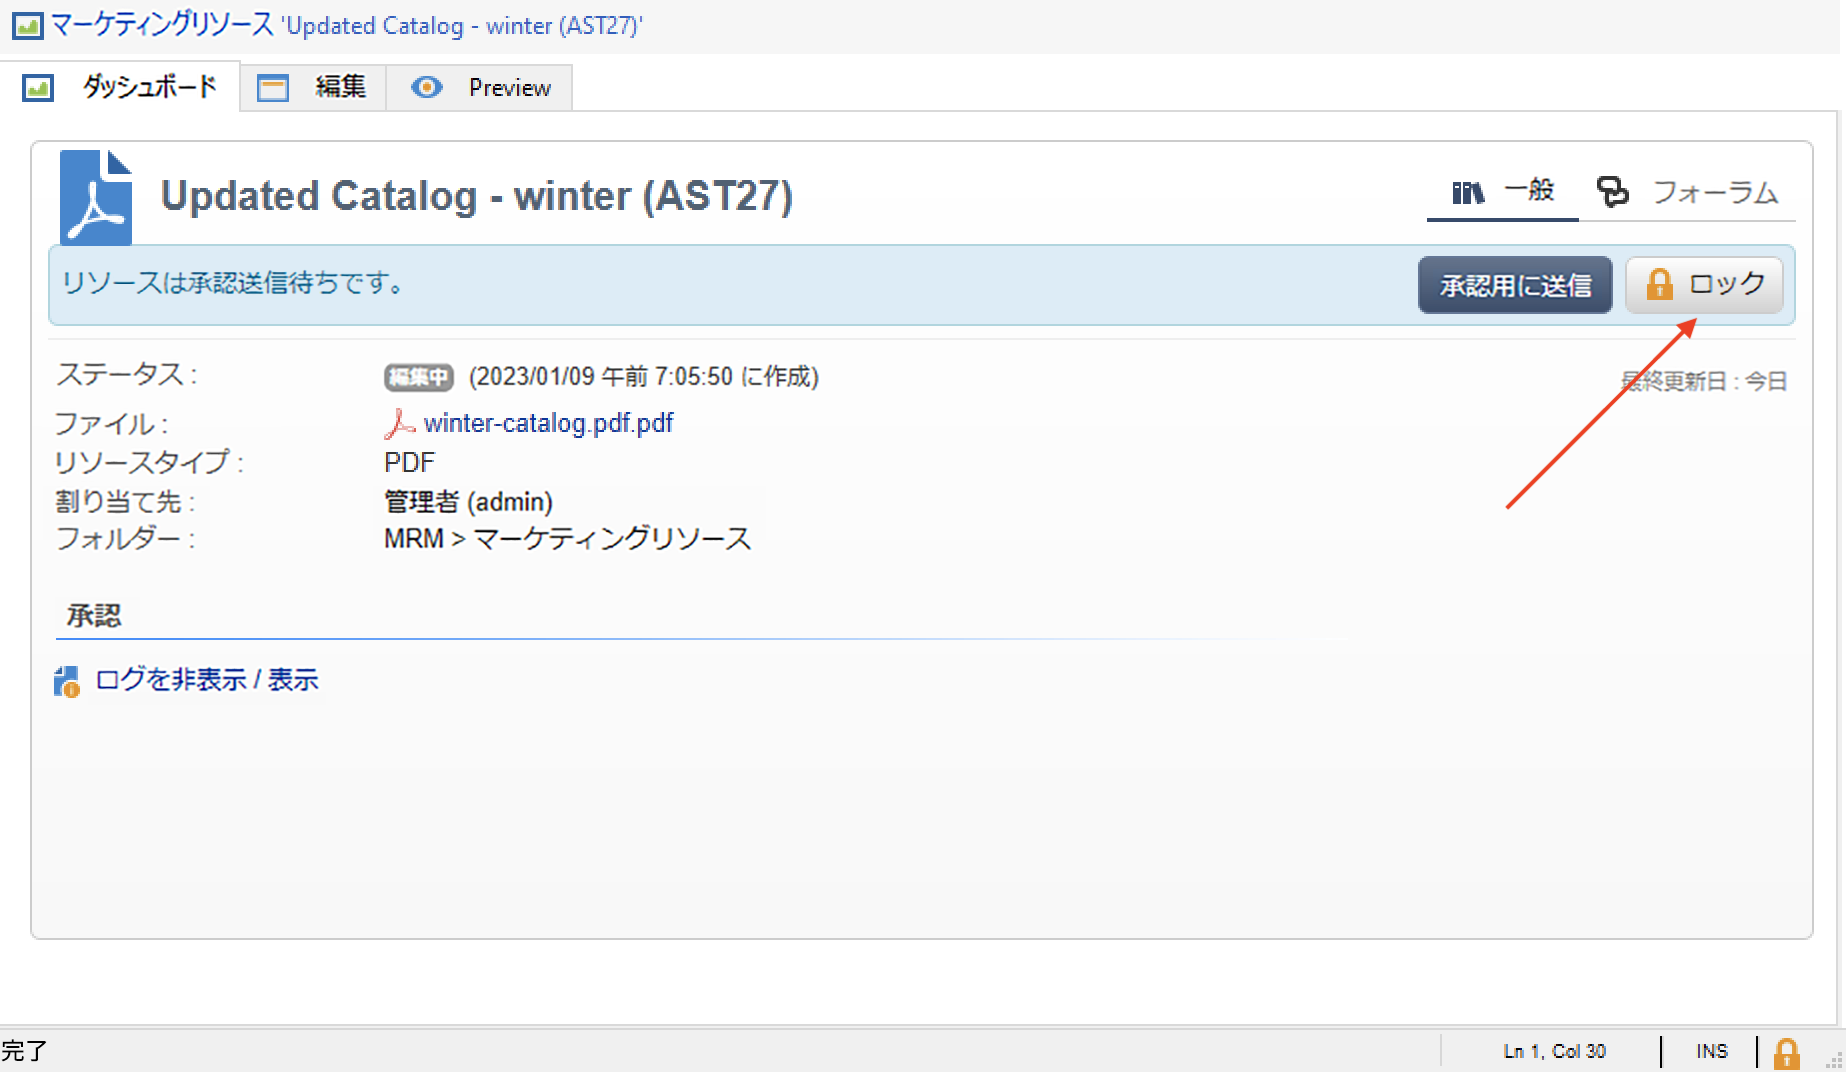 マーケティングリソース 'Updated Catalog - winter (AST27)'
ダッシュボード 編集 Preview
Updated Catalog - winter (AST27) 一般 フォーラム
リソースは承認送信待ちです。 承認用に送信 ロック
ステータス : 編集中 (2023/01/09 午前 7:05:50 に作成) 最終更新日 : 今日
ファイル : winter-catalog.pdf.pdf
リソースタイプ : PDF
割り当て先 : 管理者 (admin)
フォルダー : MRM > マーケティングリソース
承認
ログを非表示 / 表示
完了 Ln 1, Col 30 INS